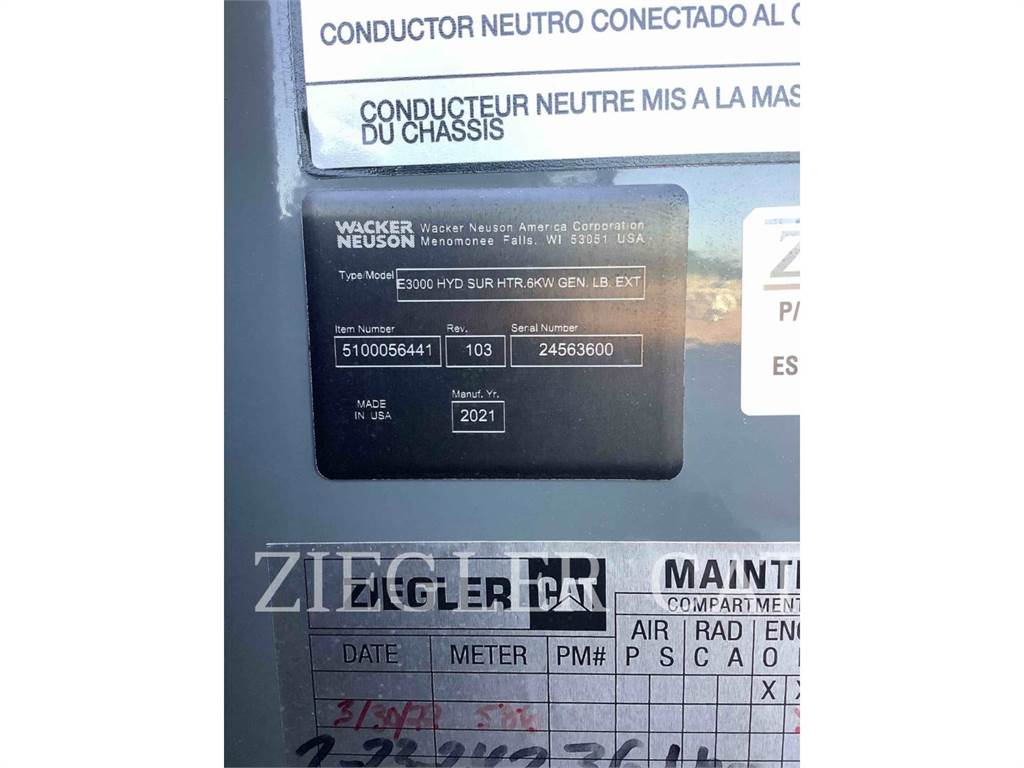 CONDUCTOR NEUTRO CONECTADO AL
CONDUCTEUR NEUTRE MIS A LA MAS
DU CHASSIS
WACKER NEUSON
Wacker Neuson America Corporation
Menomonee Falls, WI 53051 USA
Type/Model E3000 HYD SUR HTR.6KW GEN. LB. EXT
Item Number Rev. Serial Number
5100056441 103 24563600
MADE IN USA
Manuf. Yr.
2021
P/
ES
ZIEGLER CAT
ZIEGLER CAT
MAINT
COMPARTMENT
AIR RAD ENG
DATE METER PM# P S C A O
X X